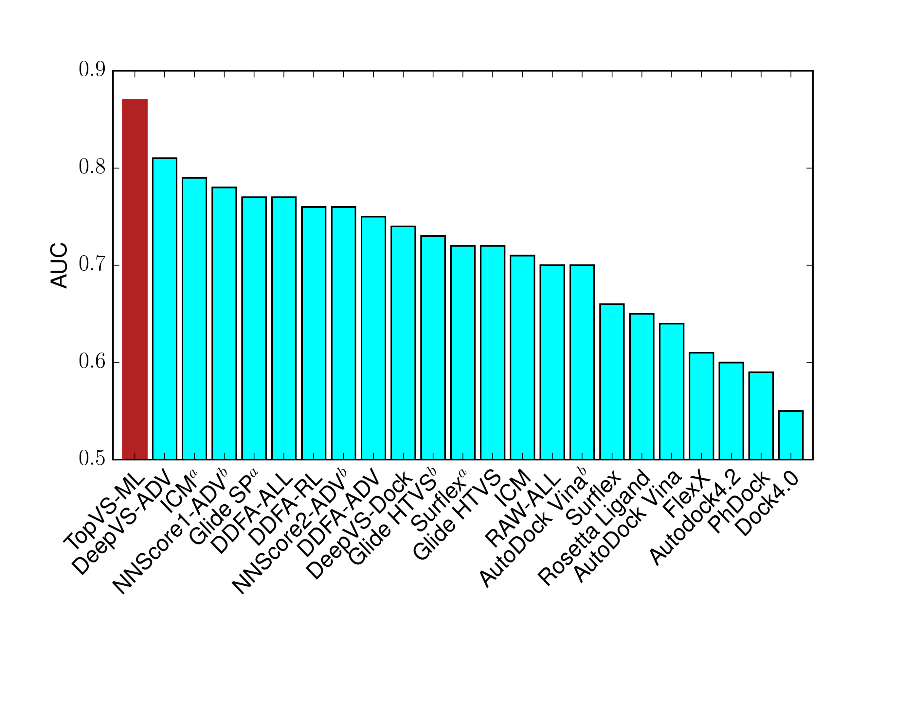 0.9
0.8
0.7
0.6
0.5
AUC
TopVS-ML
DeepVS-ADV
ICMᵃ
NNScore1-ADVᵇ
Glide SPᵃ
DDFA-ALL
DDFA-RL
NNScore2-ADVᵇ
DDFA-ADV
DeepVS-Dock
Glide HTVSᵇ
Surflexᵃ
Glide HTVS
ICM
RAW-ALL
AutoDock Vinaᵇ
Surflex
Rosetta Ligand
AutoDock Vina
FlexX
Autodock4.2
PhDock
Dock4.0